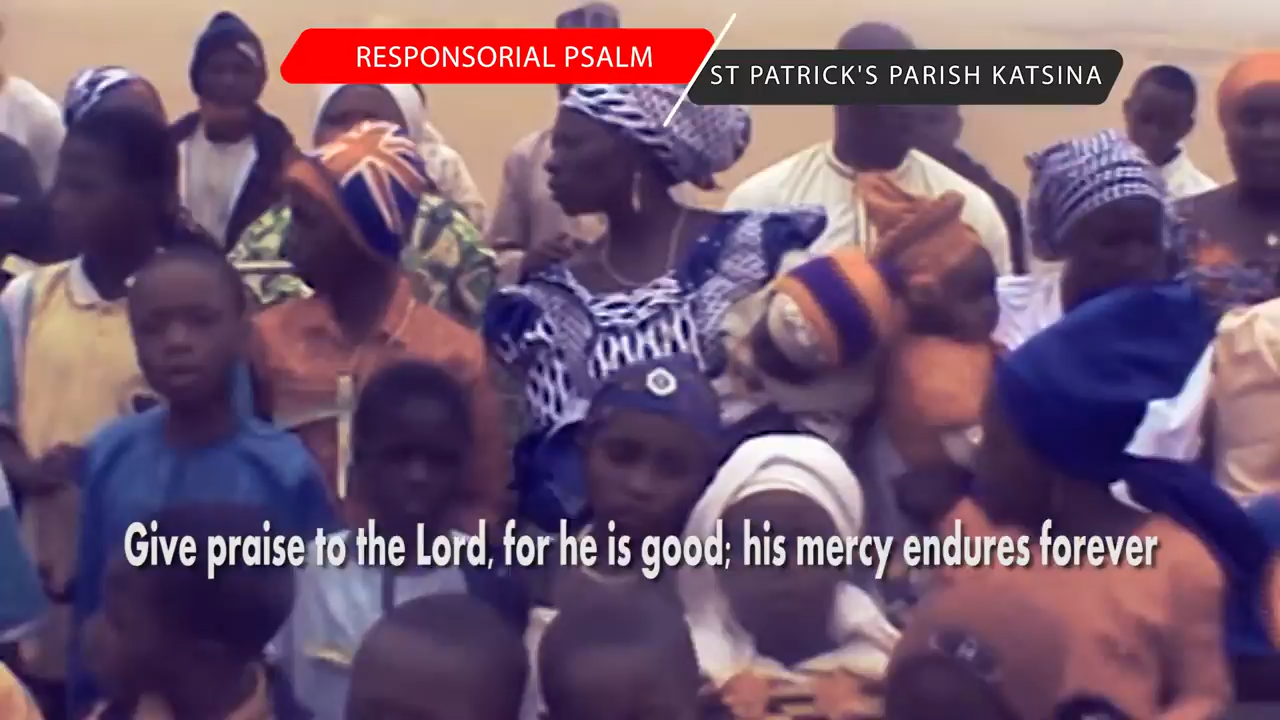 RESPONSORIAL PSALM
ST PATRICK'S PARISH KATSINA
Give praise to the Lord, for he is good; his mercy endures forever